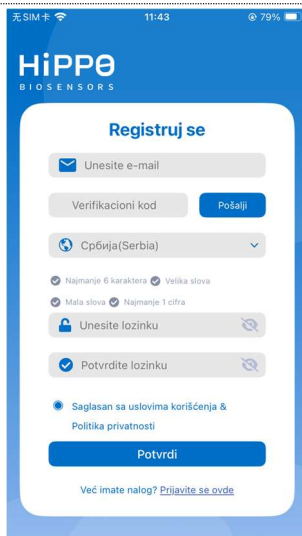 无SIM卡 11:43 79%
HiPPO
BIOSENSORS
Registruj se
Unesite e-mail
Verifikacioni kod Pošalji
Србија(Serbia)
Najmanje 6 karaktera Velika slova
Mala slova Najmanje 1 cifra
Unesite lozinku
Potvrdite lozinku
Saglasan sa uslovima korišćenja &
Politika privatnosti
Potvrdi
Već imate nalog? Prijavite se ovde